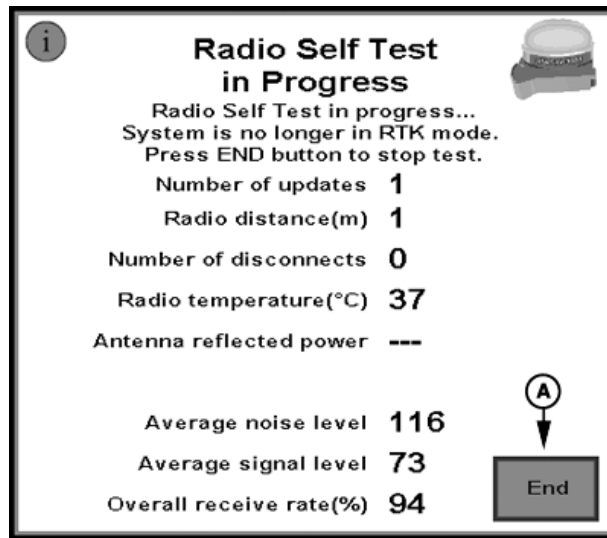 i
Radio Self Test
in Progress
Radio Self Test in progress...
System is no longer in RTK mode.
Press END button to stop test.
Number of updates 1
Radio distance(m) 1
Number of disconnects 0
Radio temperature(°C) 37
Antenna reflected power ---
A
Average noise level 116
Average signal level 73
End
Overall receive rate(%) 94